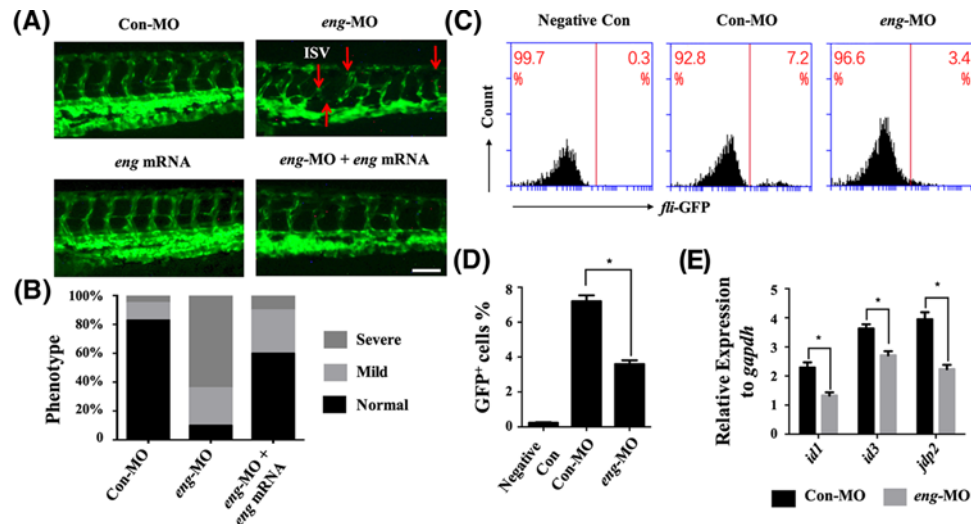 (A)
Con-MO
eng-MO
ISV
eng mRNA
eng-MO + eng mRNA
(B)
100%
80%
60%
40%
20%
0
Phenotype
Con-MO
eng-MO
eng-MO +
eng mRNA
Severe
Mild
Normal
(C)
Negative Con
Con-MO
eng-MO
99.7
%
0.3
%
92.8
%
7.2
%
96.6
%
3.4
%
Count
fli-GFP
(D)
GFP+ cells %
8
6
4
2
0
*
Negative
Con
Con-MO
eng-MO
(E)
Relative Expression
to gapdh
5
4
3
2
1
0
*
*
*
id1
id3
jdp2
Con-MO
eng-MO